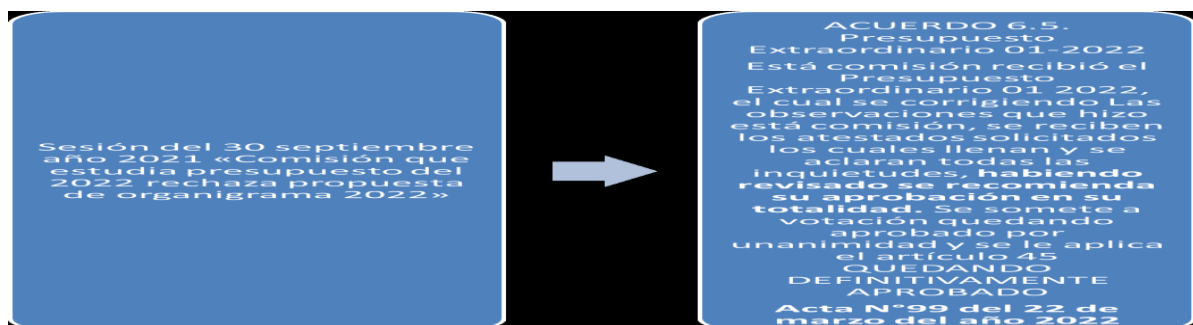 Sesión del 30 septiembre
año 2021 «Comisión que
estudia presupuesto del
2022 rechaza propuesta
de organigrama 2022»
ACUERDO 6.5.
Presupuesto
Extraordinario 01-2022
Está comisión recibió el
Presupuesto
Extraordinario 01 2022,
el cual se corrigiendo Las
observaciones que hizo
está comisión, se reciben
los atestados solicitados
los cuales llenan y se
aclaran todas las
inquietudes, habiendo
revisado se recomienda
su aprobación en su
totalidad. Se somete a
votación quedando
aprobado por
unanimidad y se le aplica
el artículo 45
QUEDANDO
DEFINITIVAMENTE
APROBADO
Acta N°99 del 22 de
marzo del año 2022